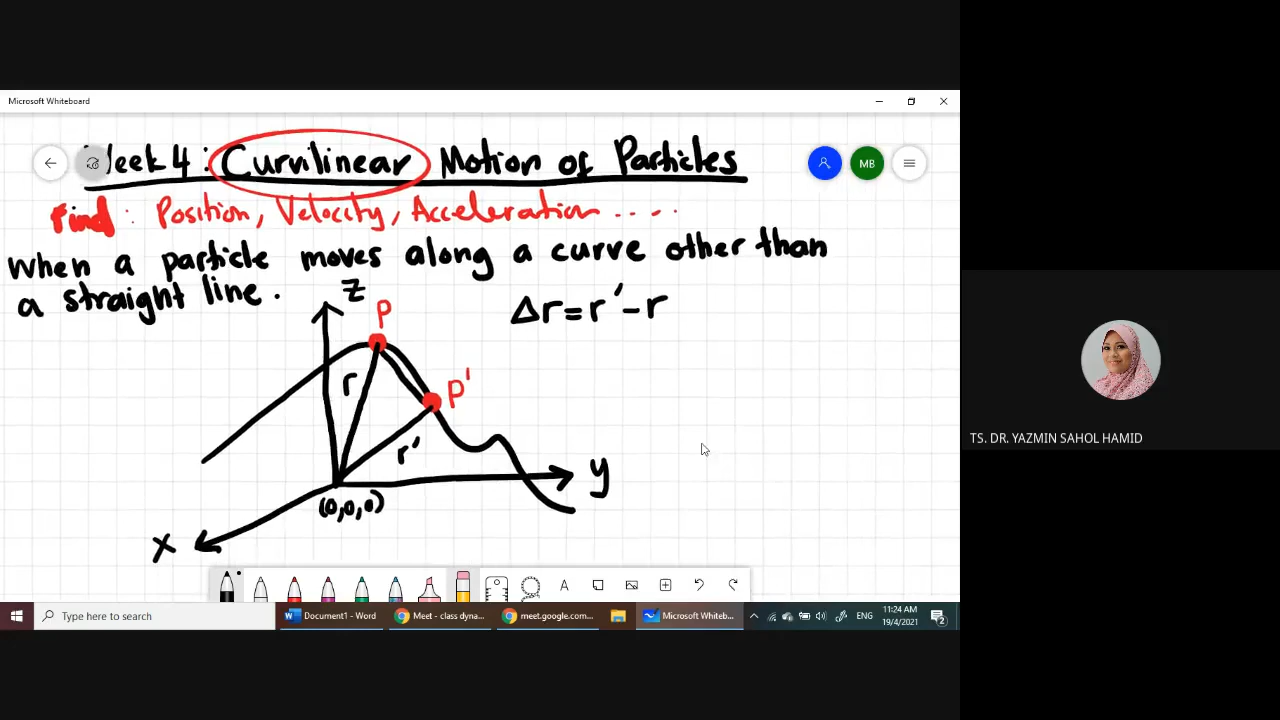 Microsoft Whiteboard
Week 4: Curvilinear Motion of Particles
MB
Find: Position, Velocity, Acceleration ....
When a particle moves along a curve other than
a straight line.
Δr = r' - r
z
P
r
P'
r'
y
(0,0,0)
x
A
TS. DR. YAZMIN SAHOL HAMID
Type here to search
Document1 - Word
Meet - class dyna...
meet.google.com...
Microsoft Whiteb...
ENG
11:24 AM
19/4/2021
2